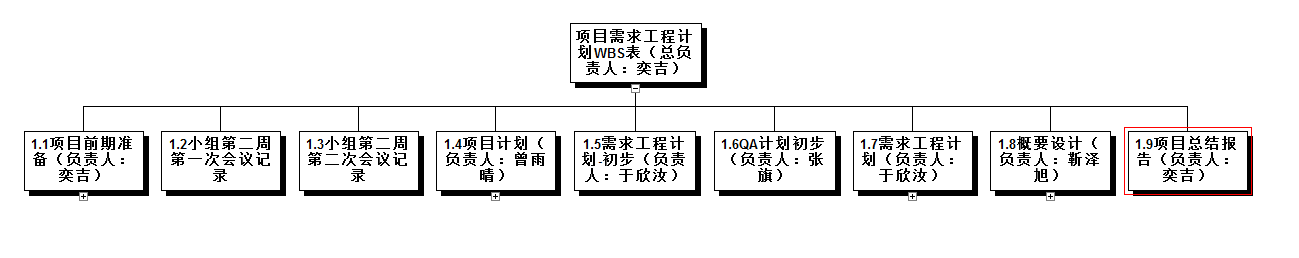 项目需求工程计
划WBS表（总负
责人：奕吉）
1.1项目前期准
备（负责人：
奕吉）
1.2小组第二周
第一次会议记
录
1.3小组第二周
第二次会议记
录
1.4项目计划（
负责人：曾雨
晴）
1.5需求工程计
划-初步（负责
人：于欣汝）
1.6QA计划初步
（负责人：张
旗）
1.7需求工程计
划（负责人：
于欣汝）
1.8概要设计（
负责人：靳泽
旭）
1.9项目总结报
告（负责人：
奕吉）